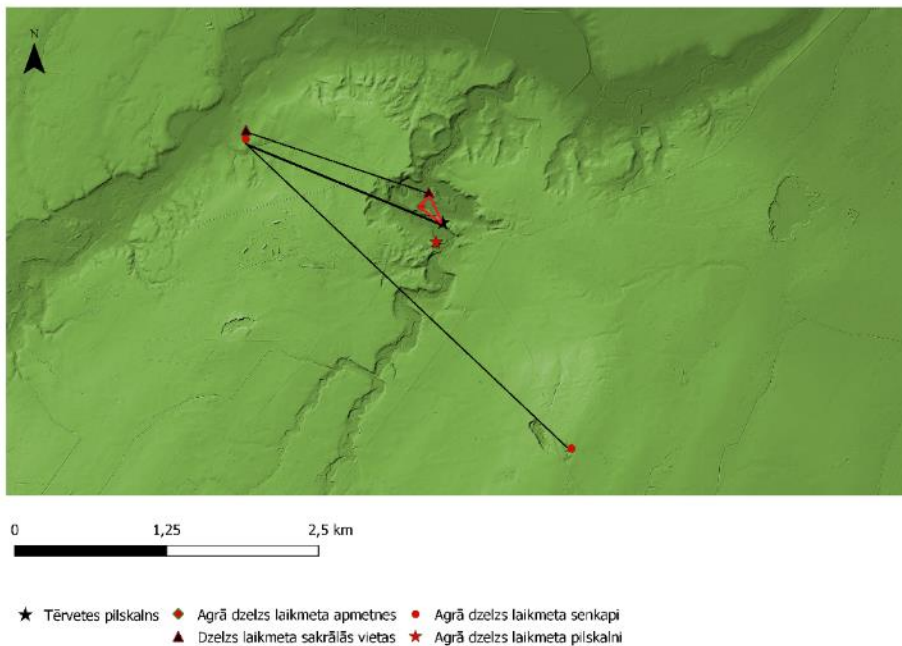 N
0 1,25 2,5 km
Tērvetes pilskalns Agrā dzelzs laikmeta apmetnes Agrā dzelzs laikmeta senkapi
Dzelzs laikmeta sakrālās vietas Agrā dzelzs laikmeta pilskalni